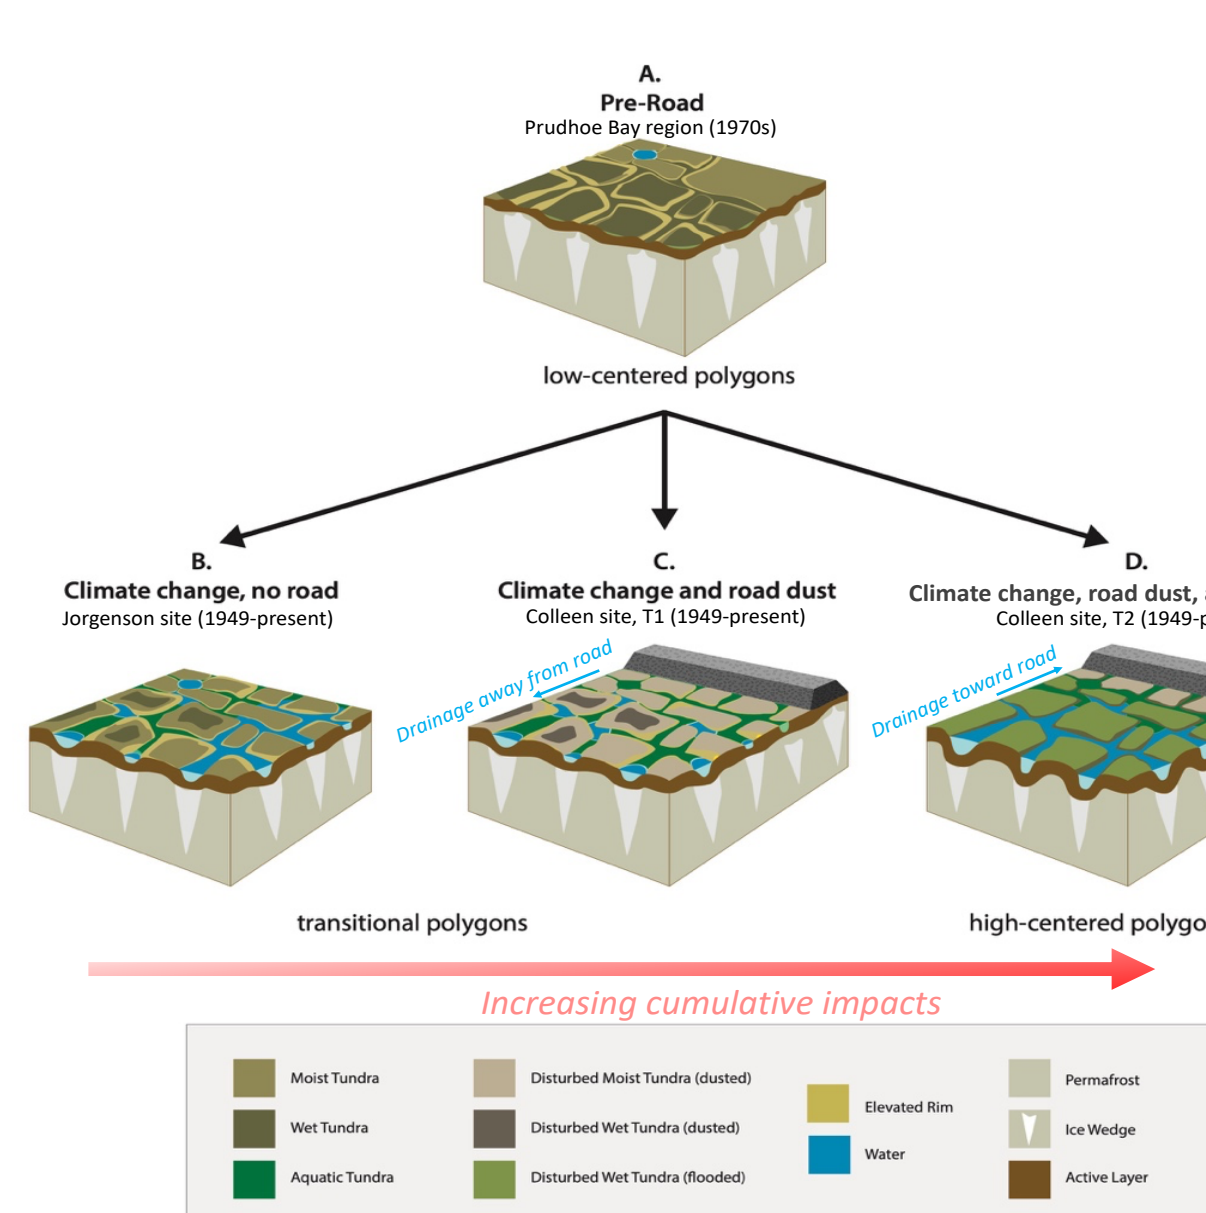 A.
Pre-Road
Prudhoe Bay region (1970s)
low-centered polygons
B.
Climate change, no road
Jorgenson site (1949-present)
C.
Climate change and road dust
Colleen site, T1 (1949-present)
D.
Climate change, road dust,
Colleen site, T2 (1949-
Drainage away from road
Drainage toward road
transitional polygons
high-centered
Increasing cumulative impacts
Moist Tundra
Wet Tundra
Aquatic Tundra
Disturbed Moist Tundra (dusted)
Disturbed Wet Tundra (dusted)
Disturbed Wet Tundra (flooded)
Elevated Rim
Water
Permafrost
Ice Wedge
Active Layer